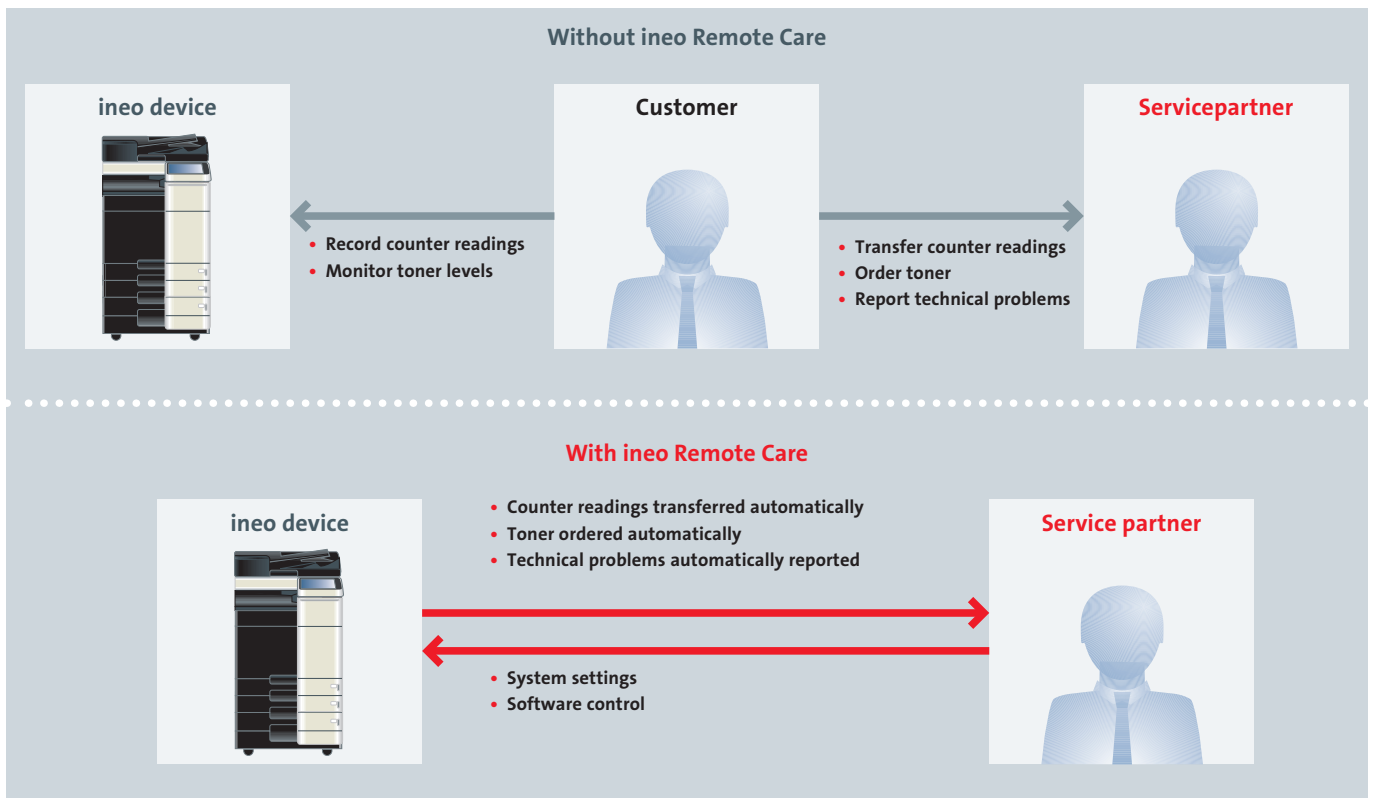 Without ineo Remote Care
ineo device
Customer
Servicepartner
• Record counter readings
• Monitor toner levels
• Transfer counter readings
• Order toner
• Report technical problems
With ineo Remote Care
ineo device
• Counter readings transferred automatically
• Toner ordered automatically
• Technical problems automatically reported
Service partner
• System settings
• Software control